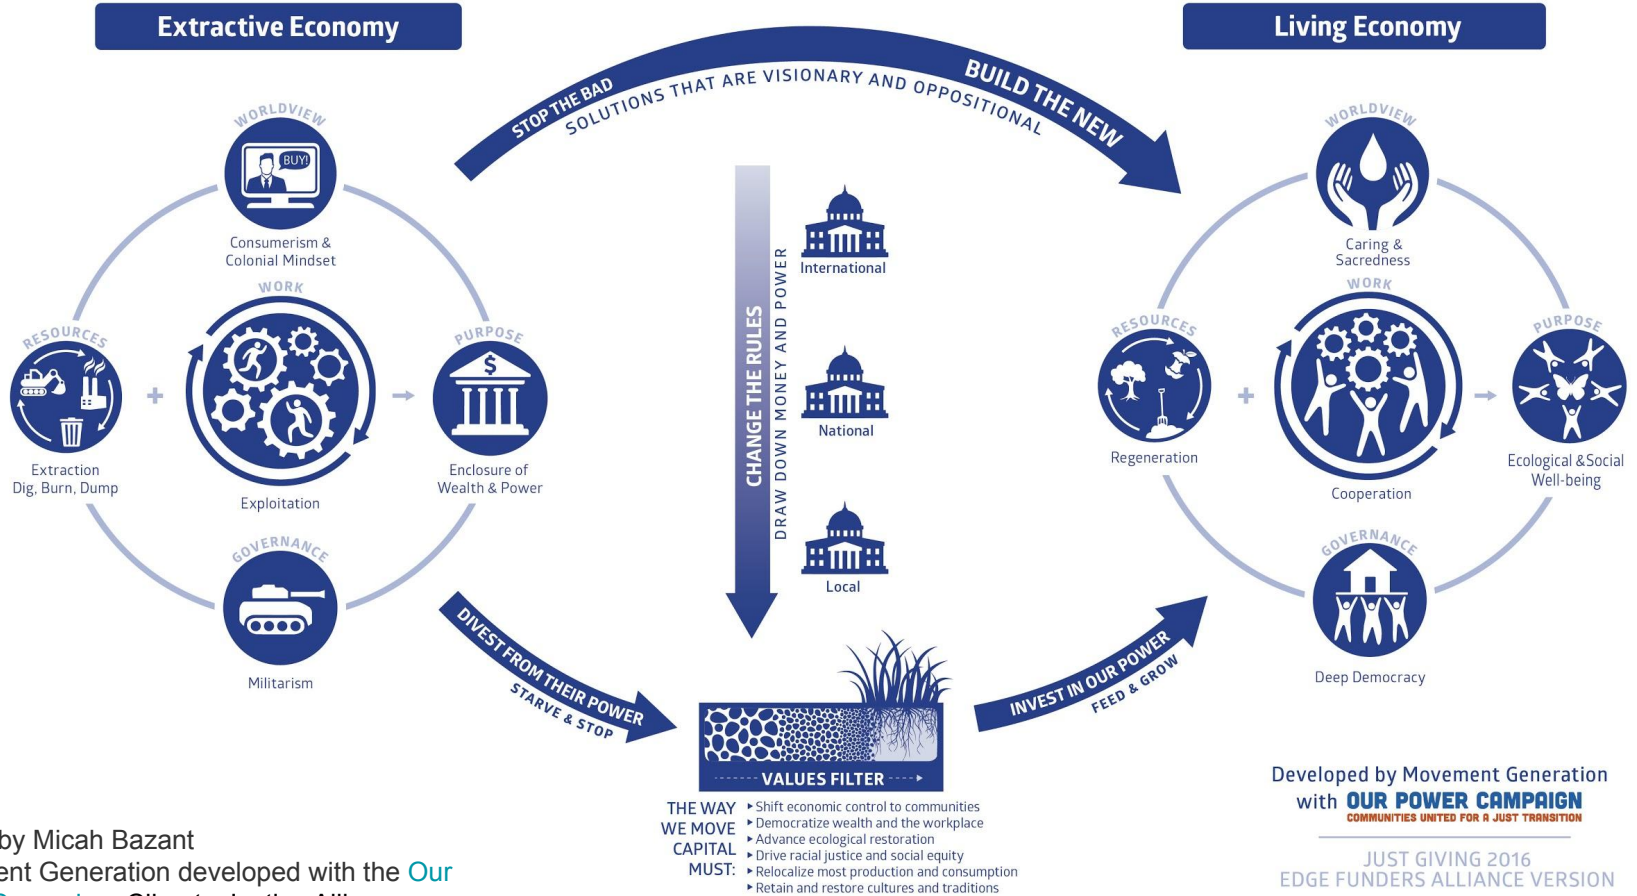 Extractive Economy
Living Economy
STOP THE BAD
BUILD THE NEW
SOLUTIONS THAT ARE VISIONARY AND OPPOSITIONAL
WORLDVIEW
BUY!
Consumerism &
Colonial Mindset
WORK
RESOURCES
PURPOSE
$
+
Extraction
Dig, Burn, Dump
Exploitation
Enclosure of
Wealth & Power
GOVERNANCE
Militarism
CHANGE THE RULES
DRAW DOWN MONEY AND POWER
International
National
Local
WORLDVIEW
Caring &
Sacredness
WORK
RESOURCES
PURPOSE
+
Regeneration
Cooperation
Ecological & Social
Well-being
GOVERNANCE
Deep Democracy
DIVEST FROM THEIR POWER
STARVE & STOP
INVEST IN OUR POWER
FEED & GROW
VALUES FILTER
THE WAY
WE MOVE
CAPITAL
MUST:
Shift economic control to communities
Democratize wealth and the workplace
Advance ecological restoration
Drive racial justice and social equity
Relocalize most production and consumption
Retain and restore cultures and traditions
Developed by Movement Generation
with OUR POWER CAMPAIGN
COMMUNITIES UNITED FOR A JUST TRANSITION
JUST GIVING 2016
EDGE FUNDERS ALLIANCE VERSION
by Micah Bazant
Generation developed with the Our